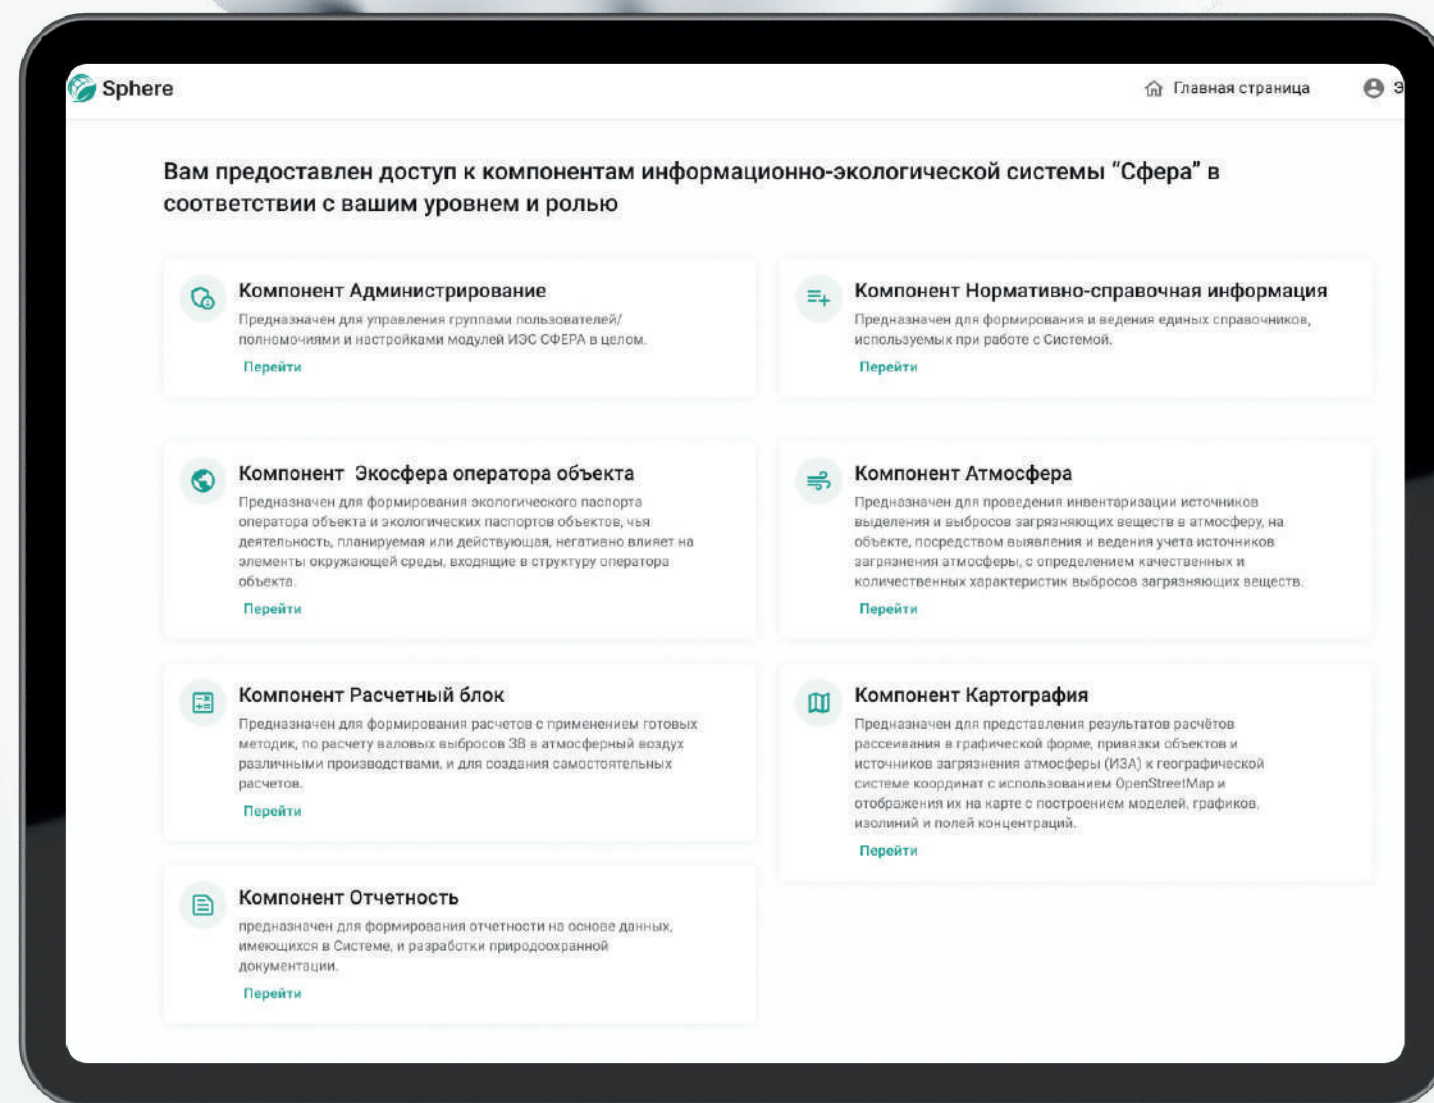 Sphere
Главная страница
Э
Вам предоставлен доступ к компонентам информационно-экологической системы “Сфера” в
соответствии с вашим уровнем и ролью
Компонент Администрирование
Предназначен для управления группами пользователей/
полномочиями и настройками модулей ИЭС СФЕРА в целом.
Перейти
Компонент Нормативно-справочная информация
Предназначен для формирования и ведения единых справочников,
используемых при работе с Системой.
Перейти
Компонент  Экосфера оператора объекта
Предназначен для формирования экологического паспорта
оператора объекта и экологических паспортов объектов, чья
деятельность, планируемая или действующая, негативно влияет на
элементы окружающей среды, входящие в структуру оператора
объекта.
Перейти
Компонент Атмосфера
Предназначен для проведения инвентаризации источников
выделения и выбросов загрязняющих веществ в атмосферу, на
объекте, посредством выявления и ведения учета источников
загрязнения атмосферы, с определением качественных и
количественных характеристик выбросов загрязняющих веществ.
Перейти
Компонент Расчетный блок
Предназначен для формирования расчетов с применением готовых
методик, по расчету валовых выбросов ЗВ в атмосферный воздух
различными производствами, и для создания самостоятельных
расчетов.
Перейти
Компонент Картография
Предназначен для представления результатов расчётов
рассеивания в графической форме, привязки объектов и
источников загрязнения атмосферы (ИЗА) к географической
системе координат с использованием OpenStreetMap и
отображения их на карте с построением моделей, графиков,
изолиний и полей концентраций.
Перейти
Компонент Отчетность
предназначен для формирования отчетности на основе данных,
имеющихся в Системе, и разработки природоохранной
документации.
Перейти